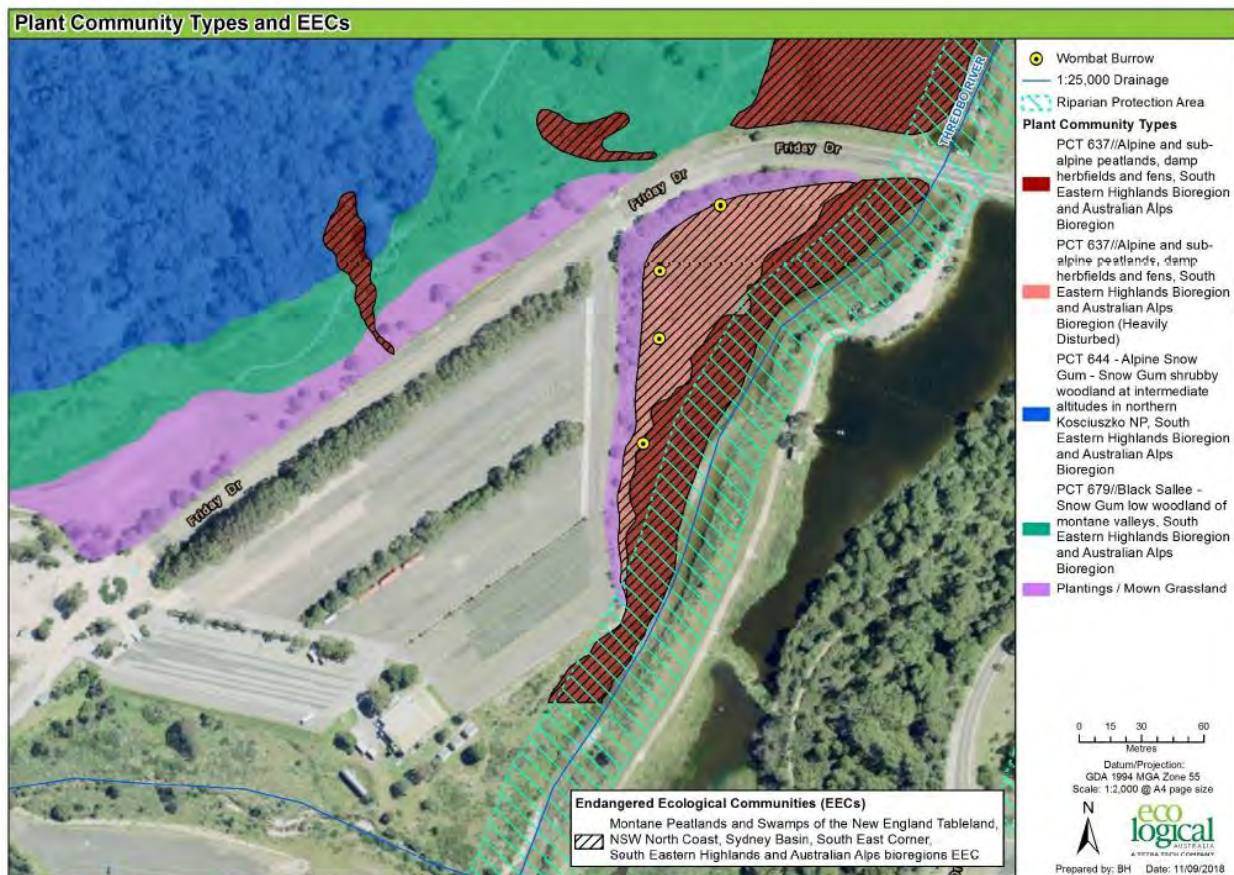 Plant Community Types and EECs
Friday Dr
Friday Dr
Friday Dr
Friday Dr
THREDBO RIVER
Wombat Burrow
1:25,000 Drainage
Riparian Protection Area
Plant Community Types
PCT 637//Alpine and sub-
alpine peatlands, damp
herbfields and fens, South
Eastern Highlands Bioregion
and Australian Alps
Bioregion
PCT 637//Alpine and sub-
alpine peatlands, damp
herbfields and fens, South
Eastern Highlands Bioregion
and Australian Alps
Bioregion (Heavily
Disturbed)
PCT 644 - Alpine Snow
Gum - Snow Gum shrubby
woodland at intermediate
altitudes in northern
Kosciuszko NP, South
Eastern Highlands Bioregion
and Australian Alps
Bioregion
PCT 679//Black Sallee -
Snow Gum low woodland of
montane valleys, South
Eastern Highlands Bioregion
and Australian Alps
Bioregion
Plantings / Mown Grassland
0 15 30 60
Metres
Datum/Projection:
GDA 1994 MGA Zone 55
Scale: 1:2,000 @ A4 page size
N
eco
logical
AUSTRALIA
A TETRA TECH COMPANY
Prepared by: BH Date: 11/09/2018
Endangered Ecological Communities (EECs)
Montane Peatlands and Swamps of the New England Tableland,
NSW North Coast, Sydney Basin, South East Corner,
South Eastern Highlands and Australian Alps bioregions EEC